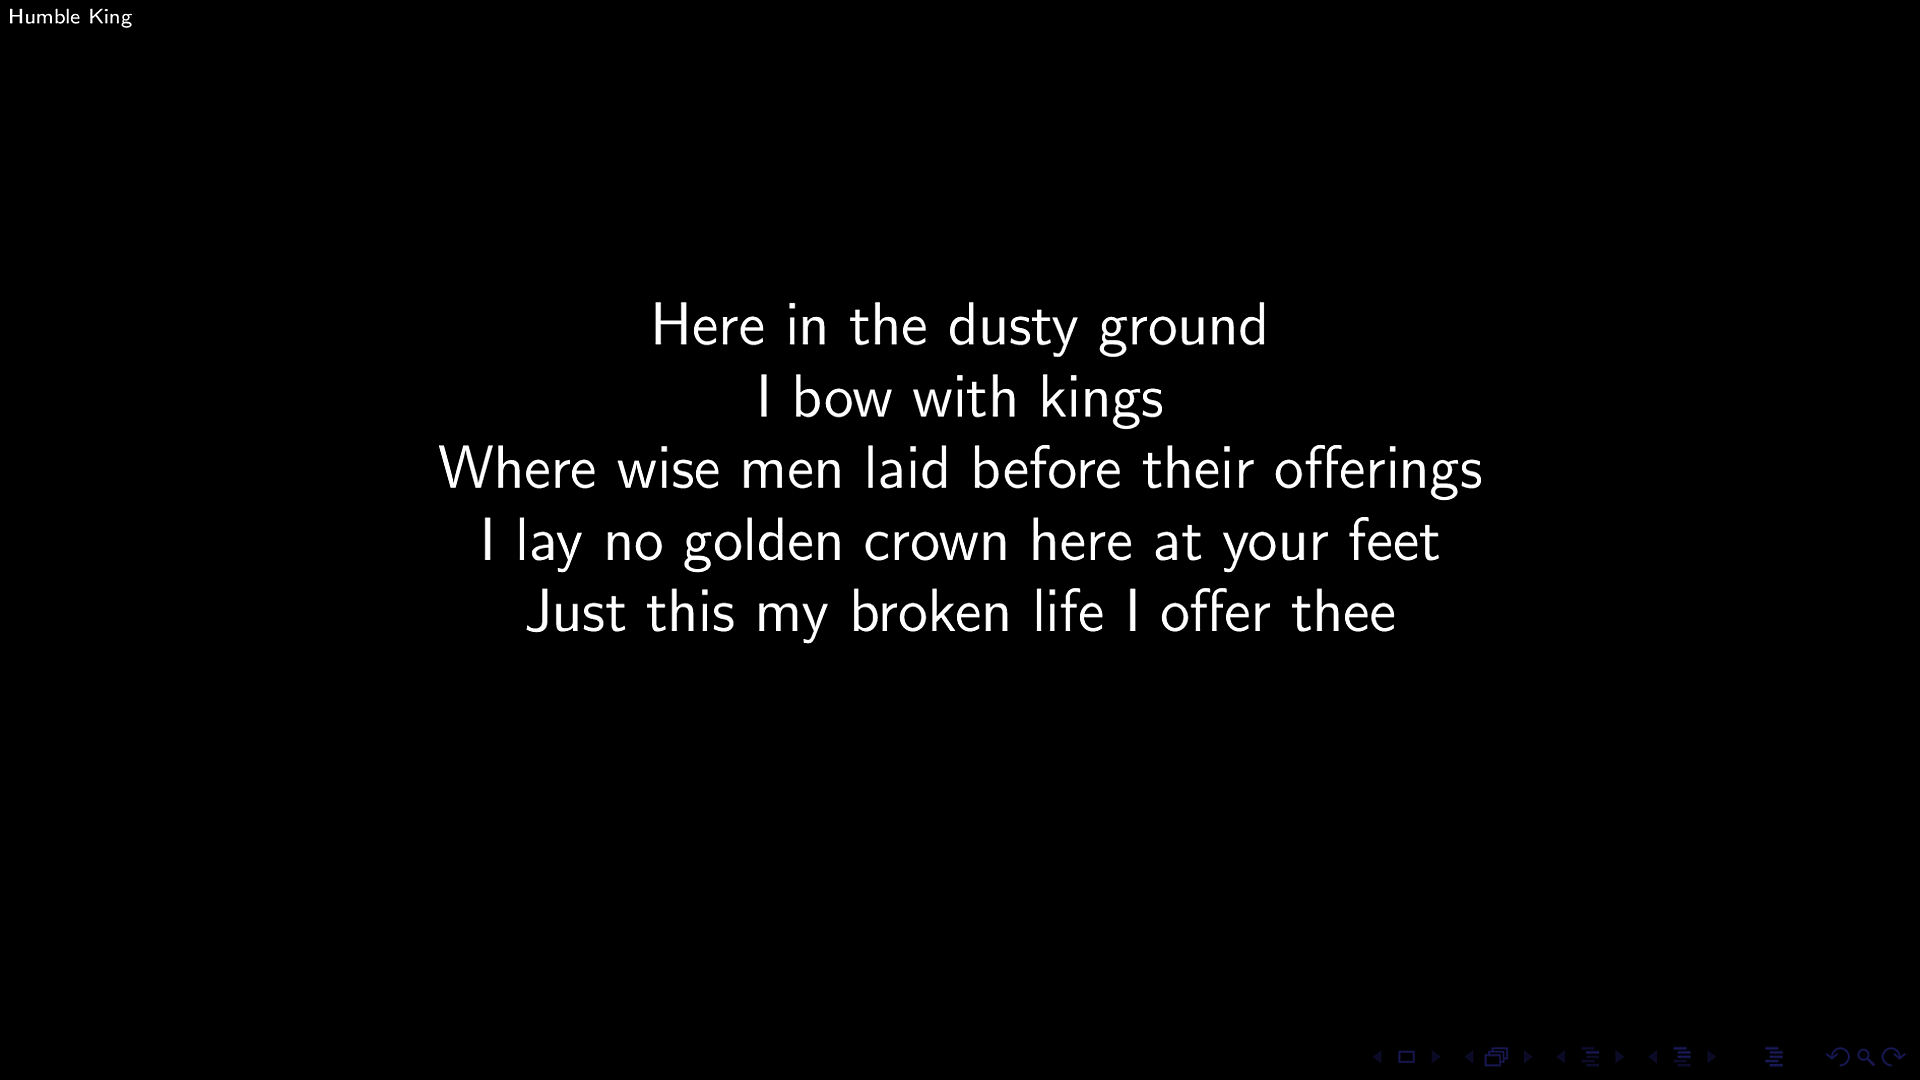 Humble King
Here in the dusty ground
I bow with kings
Where wise men laid before their offerings
I lay no golden crown here at your feet
Just this my broken life I offer thee